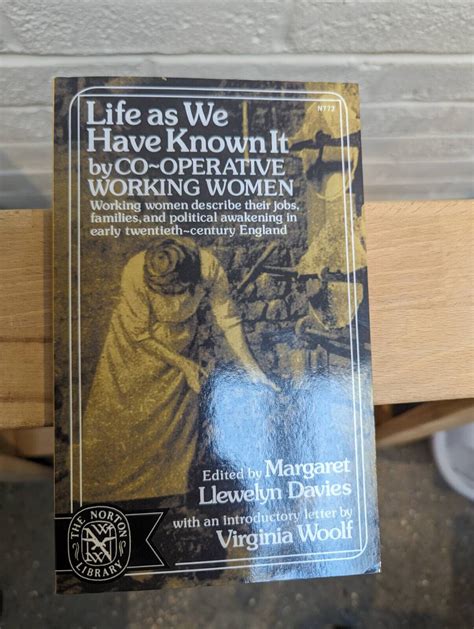 N773
Life as We
Have Known It
by CO-OPERATIVE
WORKING WOMEN
Working women describe their jobs,
families, and political awakening in
early twentieth-century England
Edited by Margaret
Llewelyn Davies
with an introductory letter by
Virginia Woolf
THE NORTON
LIBRARY